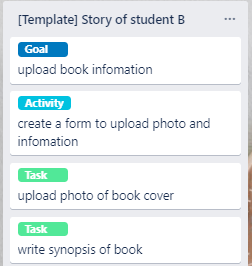 [Template] Story of student B
Goal
upload book infomation
Activity
create a form to upload photo and
infomation
Task
upload photo of book cover
Task
write synopsis of book